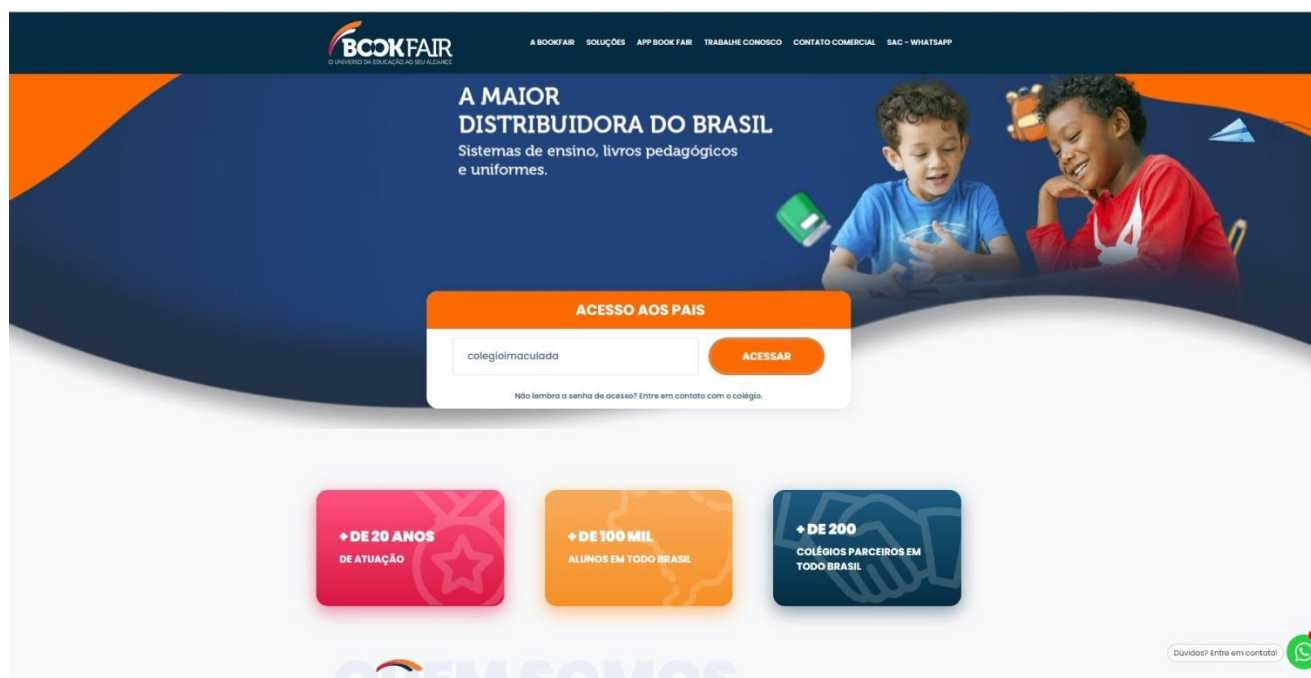 BOOKFAIR
O UNIVERSO DA EDUCAÇÃO AO SEU ALCANCE
A BOOKFAIR SOLUÇÕES APP BOOK FAIR TRABALHE CONOSCO CONTATO COMERCIAL SAC - WHATSAPP
A MAIOR
DISTRIBUIDORA DO BRASIL
Sistemas de ensino, livros pedagógicos
e uniformes.
ACESSO AOS PAIS
colegioimaculada
ACESSAR
Não lembra a senha de acesso? Entre em contato com o colégio.
+ DE 20 ANOS
DE ATUAÇÃO
+ DE 100 MIL
ALUNOS EM TODO BRASIL
+ DE 200
COLÉGIOS PARCEIROS EM
TODO BRASIL
QUEM SOMOS
Dúvidas? Entre em contato!